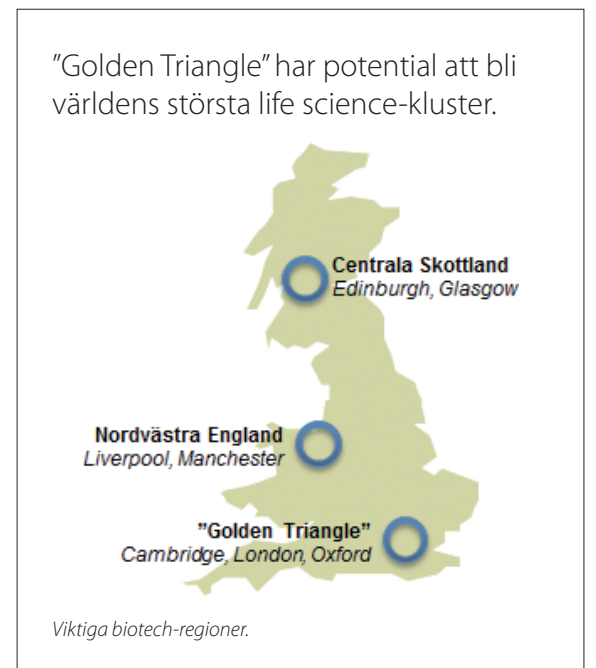 ”Golden Triangle” har potential att bli
världens största life science-kluster.
Centrala Skottland
Edinburgh, Glasgow
Nordvästra England
Liverpool, Manchester
”Golden Triangle”
Cambridge, London, Oxford
Viktiga biotech-regioner.